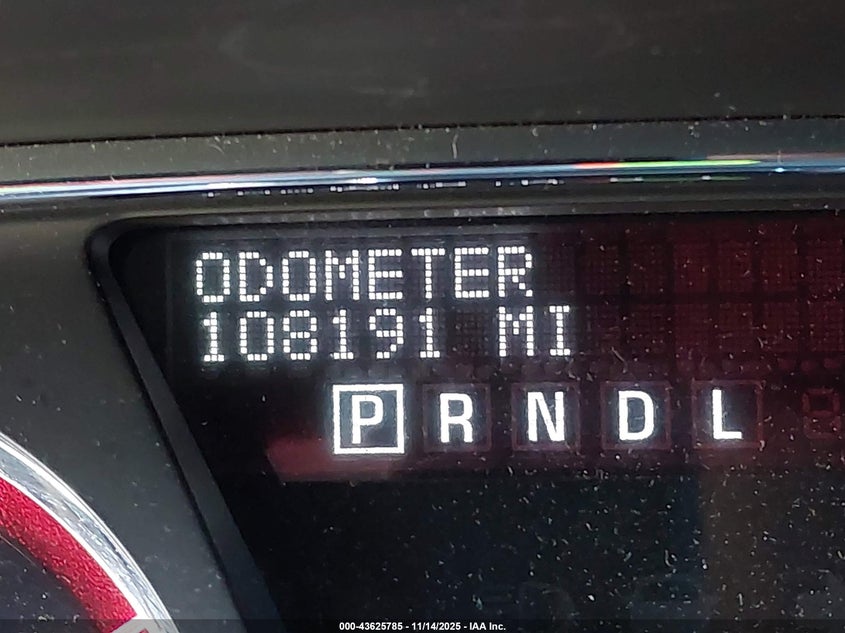 ODOMETER
108191 MI
P R N D L
000-43625785 - 11/14/2025 - IAA Inc.